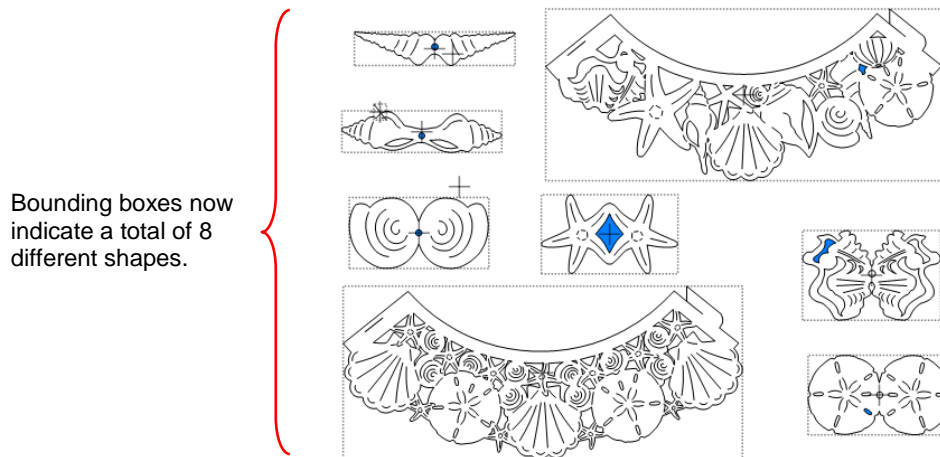 Bounding boxes now
indicate a total of 8
different shapes.